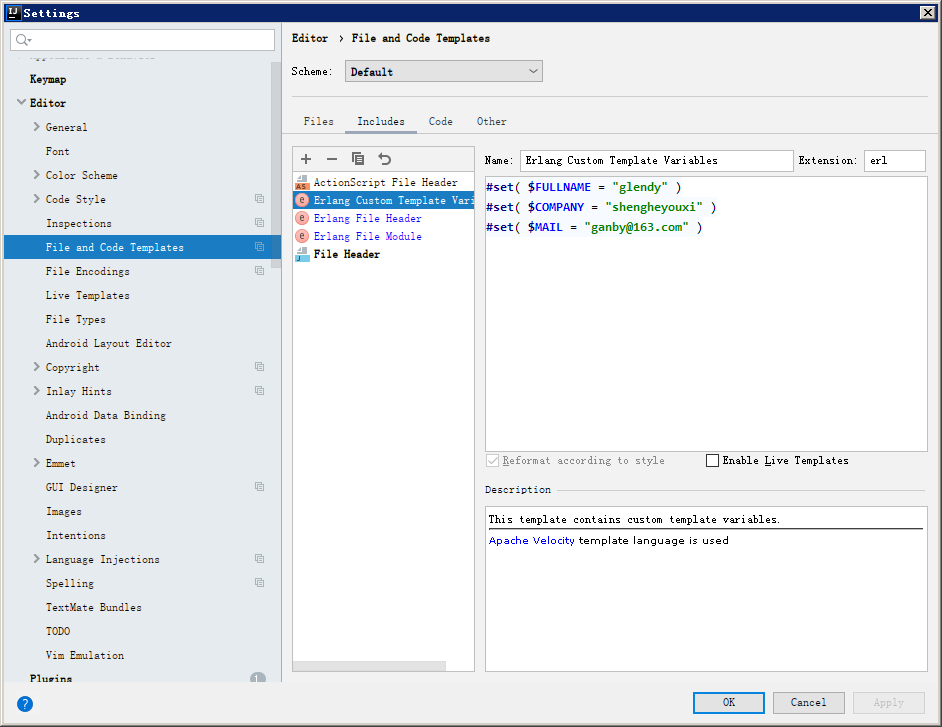 Settings
Editor › File and Code Templates
Scheme: Default
Keymap
Editor
General
Font
Color Scheme
Code Style
Inspections
File and Code Templates
File Encodings
Live Templates
File Types
Android Layout Editor
Copyright
Inlay Hints
Android Data Binding
Duplicates
Emmet
GUI Designer
Images
Intentions
Language Injections
Spelling
TextMate Bundles
TODO
Vim Emulation
Plugins 1
Files Includes Code Other
ActionScript File Header
Erlang Custom Template Vari
Erlang File Header
Erlang File Module
File Header
Name: Erlang Custom Template Variables Extension: erl
#set( $FULLNAME = "glendy" )
#set( $COMPANY = "shengheyouxi" )
#set( $MAIL = "ganby@163.com" )
Reformat according to style Enable Live Templates
Description
This template contains custom template variables.
Apache Velocity template language is used
? OK Cancel Apply